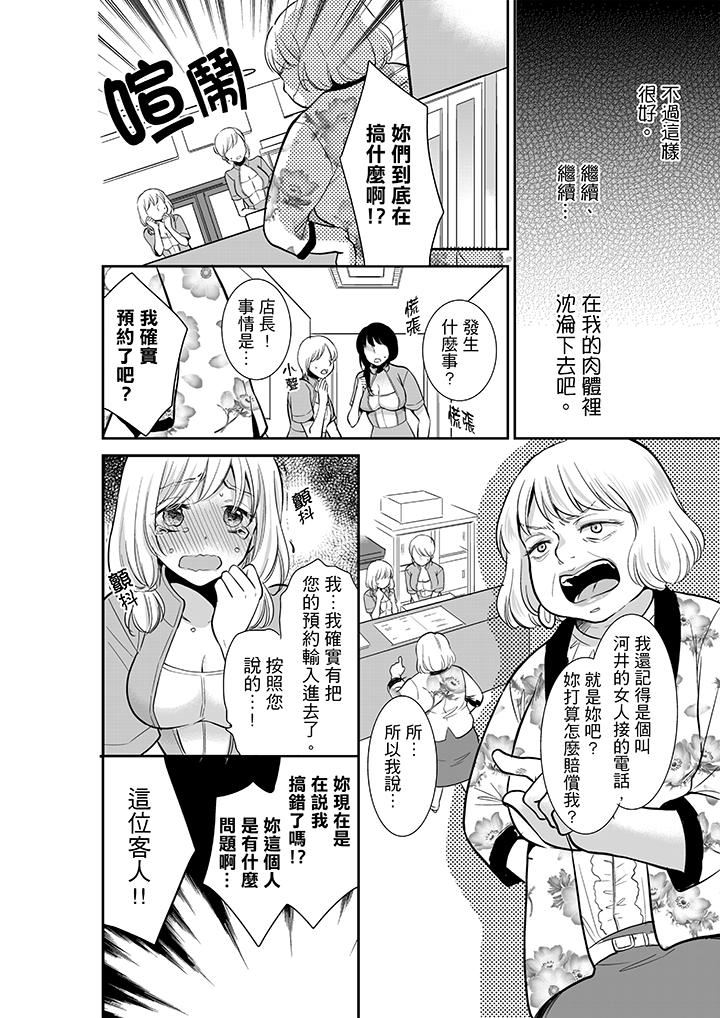 不過這樣
很好。
繼續、
繼續…
在我的肉體裡
沈淪下去吧。
妳們到底在
搞什麼啊!?
喧鬧
發生
什麼事?
慌張
慌張
店長!
事情是…
小聲
我確實
預約了吧?
我還記得是個叫
河井的女人接的電話,
就是妳吧?
妳打算怎麼賠償我?
所…
所以我說…
顫抖
顫抖
我…我確實有把
您的預約輸入進去了。
按照您
說的…!
妳現在是
在說我
搞錯了嗎!?
妳這個人
是有什麼
問題啊…
這位客人!!